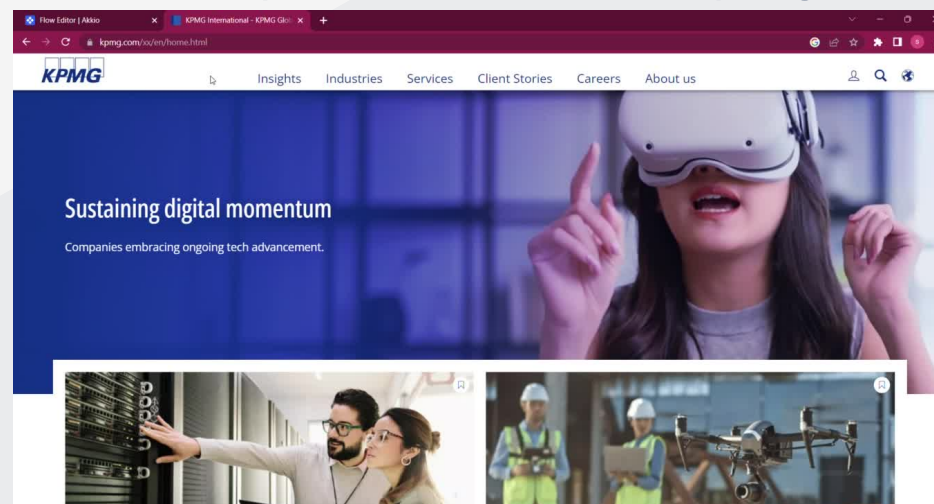 Flow Editor | Akkio
KPMG International - KPMG Glob
kpmg.com/xx/en/home.html
KPMG
Insights
Industries
Services
Client Stories
Careers
About us
Sustaining digital momentum
Companies embracing ongoing tech advancement.